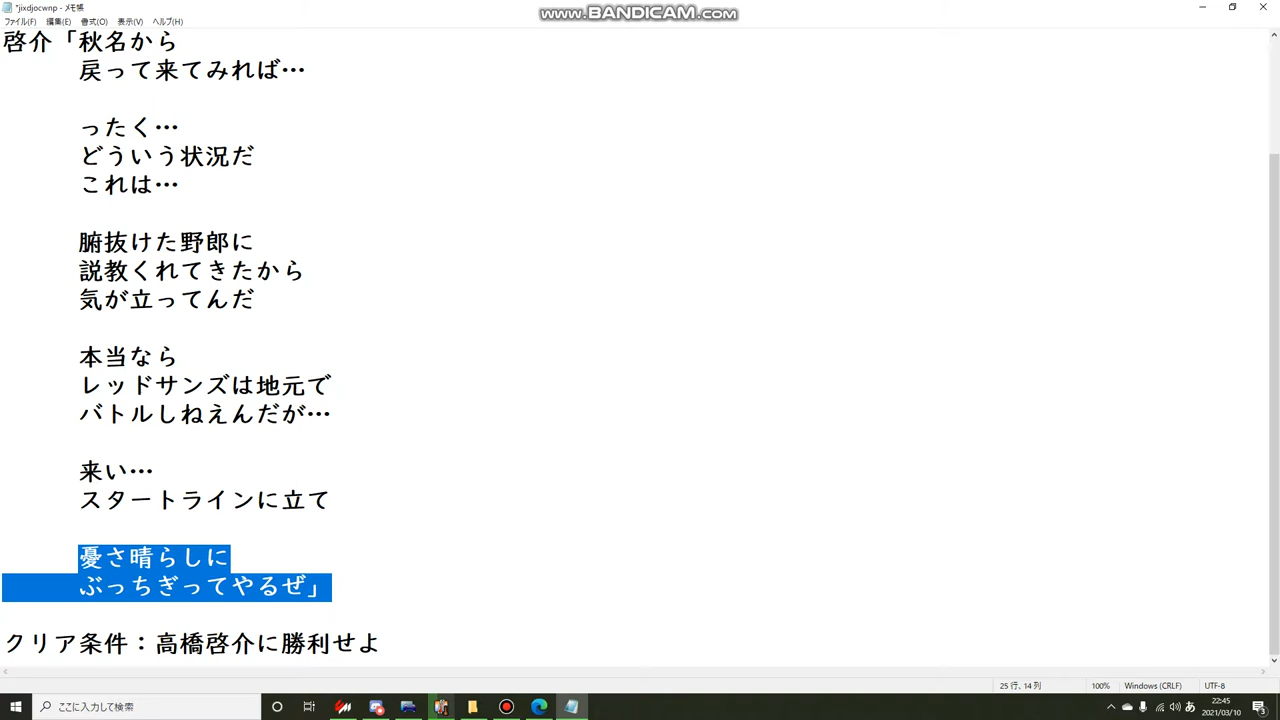 *jixdjocwnp - メモ帳
www.BANDICAM.com
ファイル(F) 編集(E) 書式(O) 表示(V) ヘルプ(H)
啓介「秋名から
戻って来てみれば…
ったく…
どういう状況だ
これは…
腑抜けた野郎に
説教くれてきたから
気が立ってんだ
本当なら
レッドサンズは地元で
バトルしねえんだが…
来い…
スタートラインに立て
憂さ晴らしに
ぶっちぎってやるぜ」
クリア条件：高橋啓介に勝利せよ
25 行、14 列 100% Windows (CRLF) UTF-8
ここに入力して検索
あ
22:45
2021/03/10
3